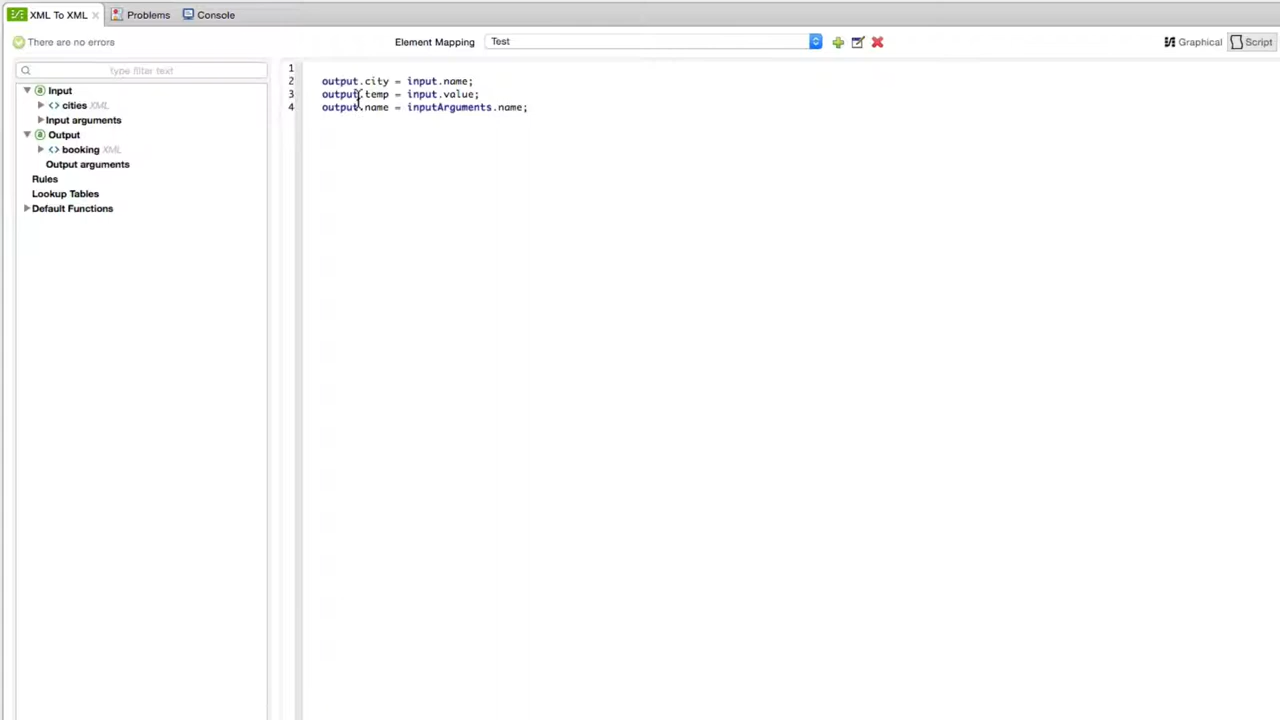 XML To XML
Problems
Console
There are no errors
Element Mapping
Test
Graphical
Script
type filter text
Input
cities XML
Input arguments
Output
booking XML
Output arguments
Rules
Lookup Tables
Default Functions
1
2 output.city = input.name;
3 output.temp = input.value;
4 output.name = inputArguments.name;